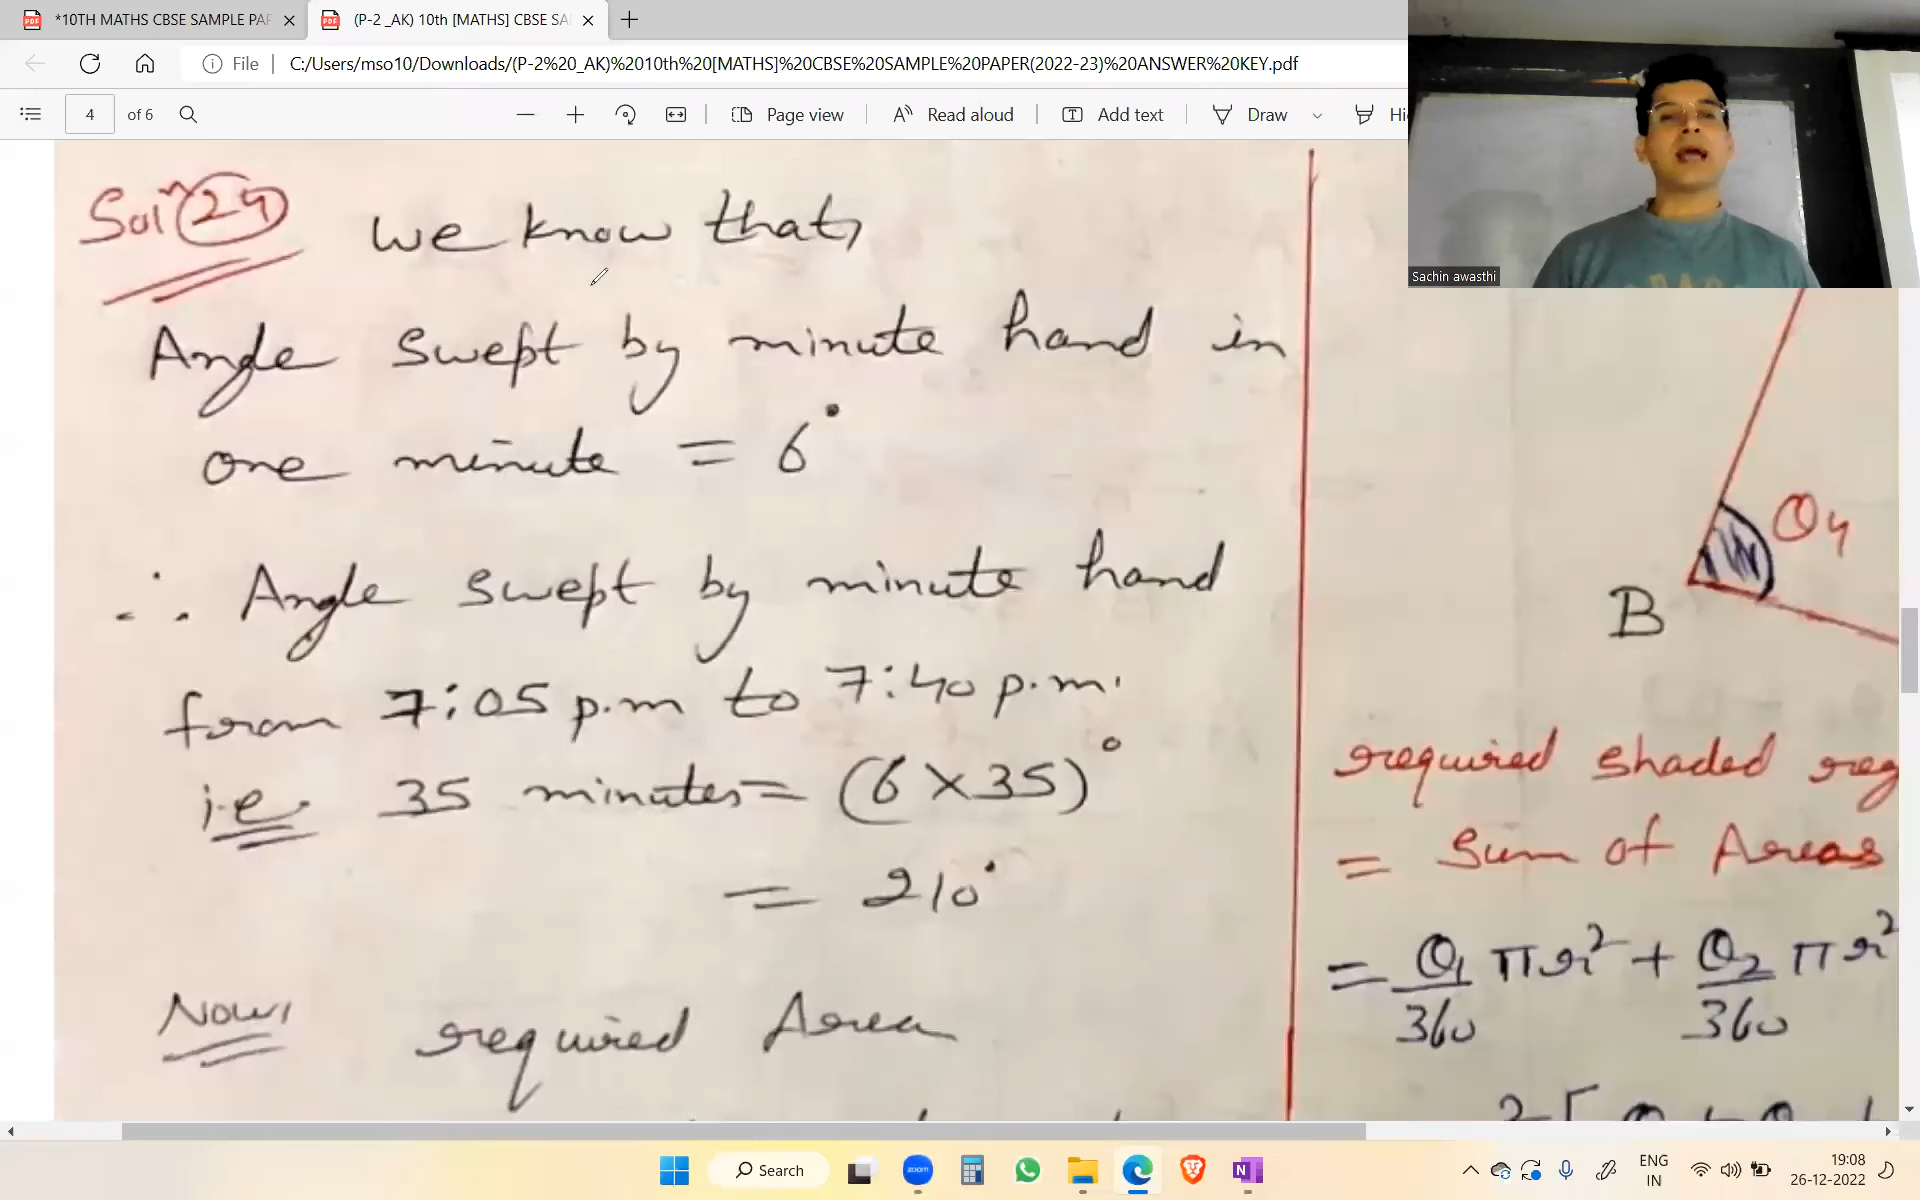 *10TH MATHS CBSE SAMPLE PAP
(P-2 _AK) 10th [MATHS] CBSE SA
File
C:/Users/mso10/Downloads/(P-2%20_AK)%2010th%20[MATHS]%20CBSE%20SAMPLE%20PAPER(2022-23)%20ANSWER%20KEY.pdf
4 of 6
Page view
Read aloud
Add text
Draw
Hi
Sachin awasthi
Solⁿ 24 We know that,
Angle swept by minute hand in
one minute = 6°
∴ Angle swept by minute hand
from 7:05 p.m to 7:40 p.m.
i.e. 35 minutes = (6 × 35)°
= 210°
Now, required Area
θ4
B
required shaded reg
= Sum of Areas
= θ1/360 πr² + θ2/360 πr²
Search
zoom
ENG
IN
19:08
26-12-2022